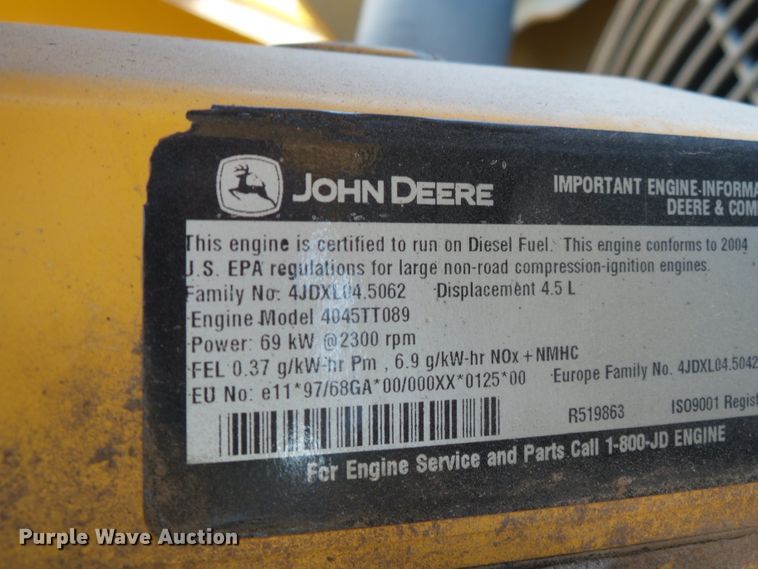 JOHN DEERE
IMPORTANT ENGINE-INFORMA
DEERE & COM
This engine is certified to run on Diesel Fuel. This engine conforms to 2004
U.S. EPA regulations for large non-road compression-ignition engines.
Family No: 4JDXL04.5062 Displacement 4.5 L
Engine Model 4045TT089
Power: 69 kW @2300 rpm
FEL 0.37 g/kW-hr Pm , 6.9 g/kW-hr NOx + NMHC
EU No: e11*97/68GA*00/000XX*0125*00 Europe Family No. 4JDXL04.5042
R519863 ISO9001 Regist
For Engine Service and Parts Call 1-800-JD ENGINE
Purple Wave Auction